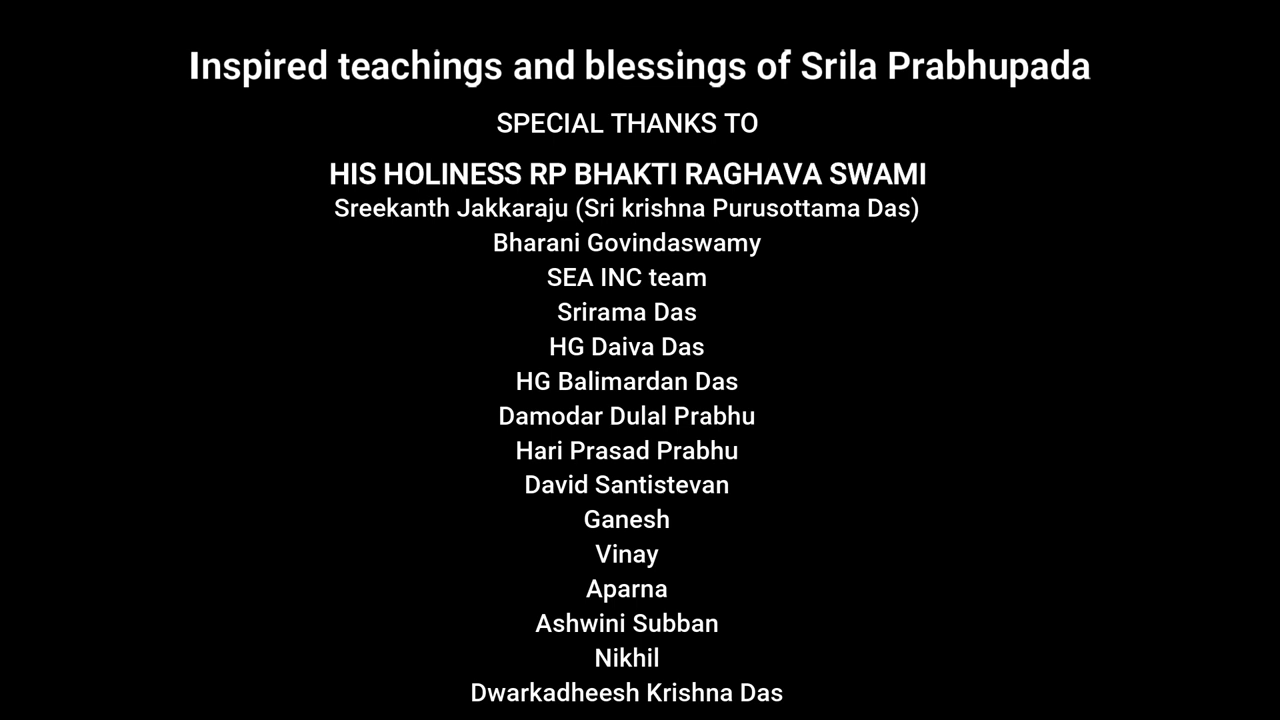 Inspired teachings and blessings of Srila Prabhupada
SPECIAL THANKS TO
HIS HOLINESS RP BHAKTI RAGHAVA SWAMI
Sreekanth Jakkaraju (Sri krishna Purusottama Das)
Bharani Govindaswamy
SEA INC team
Srirama Das
HG Daiva Das
HG Balimardan Das
Damodar Dulal Prabhu
Hari Prasad Prabhu
David Santistevan
Ganesh
Vinay
Aparna
Ashwini Subban
Nikhil
Dwarkadheesh Krishna Das